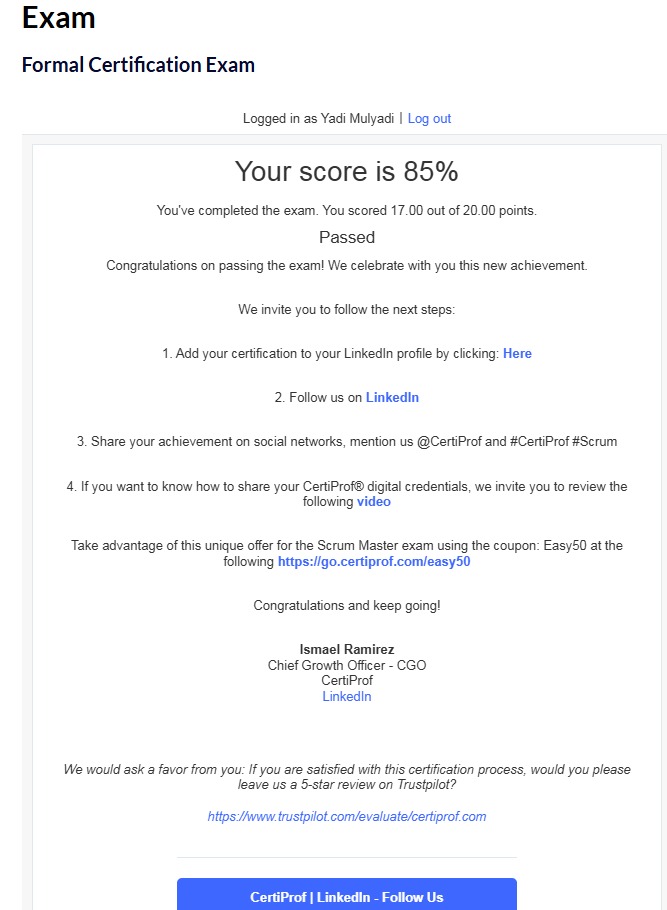 Exam
Formal Certification Exam
Logged in as Yadi Mulyadi | Log out
Your score is 85%
You've completed the exam. You scored 17.00 out of 20.00 points.
Passed
Congratulations on passing the exam! We celebrate with you this new achievement.
We invite you to follow the next steps:
1. Add your certification to your LinkedIn profile by clicking: Here
2. Follow us on LinkedIn
3. Share your achievement on social networks, mention us @CertiProf and #CertiProf #Scrum
4. If you want to know how to share your CertiProf® digital credentials, we invite you to review the
following video
Take advantage of this unique offer for the Scrum Master exam using the coupon: Easy50 at the
following https://go.certiprof.com/easy50
Congratulations and keep going!
Ismael Ramirez
Chief Growth Officer - CGO
CertiProf
LinkedIn
We would ask a favor from you: If you are satisfied with this certification process, would you please
leave us a 5-star review on Trustpilot?
https://www.trustpilot.com/evaluate/certiprof.com
CertiProf | LinkedIn - Follow Us